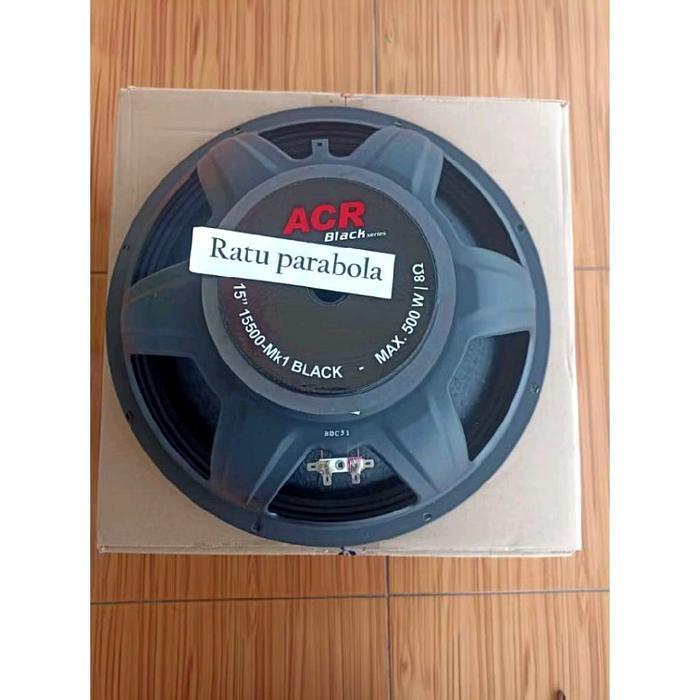 ACR
Black series
Ratu parabola
15" 15500-Mk1 BLACK - MAX. 500 W | 8Ω
BDC31